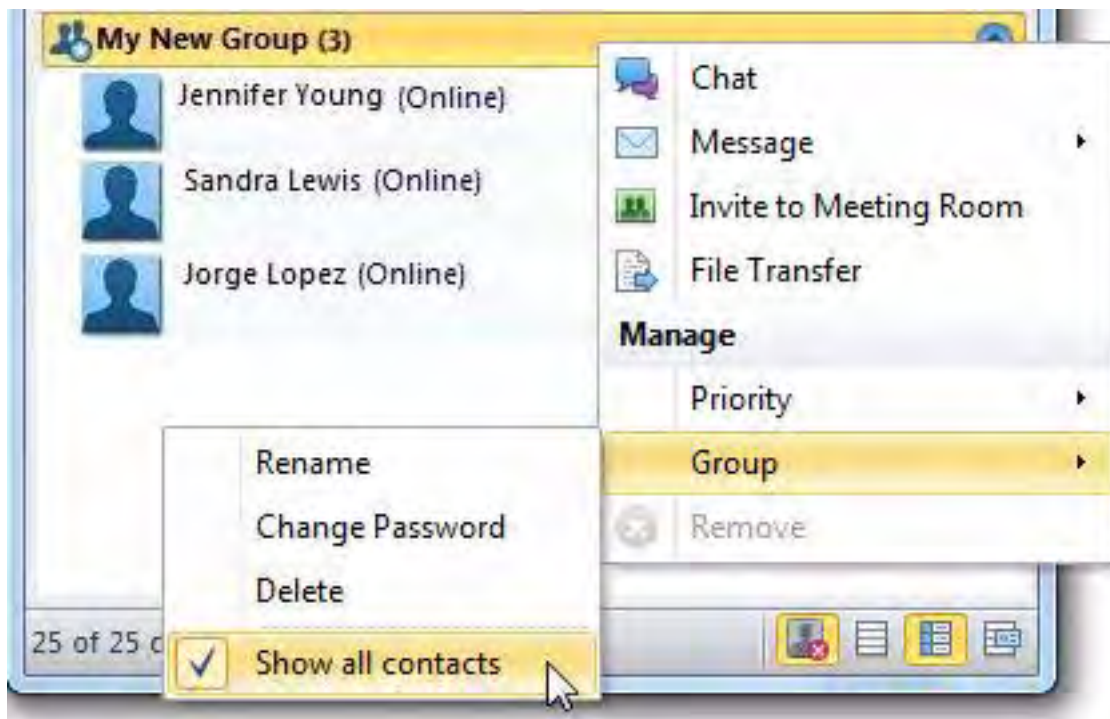 My New Group (3)
Jennifer Young (Online)
Sandra Lewis (Online)
Jorge Lopez (Online)
Chat
Message
Invite to Meeting Room
File Transfer
Manage
Priority
Group
Remove
Rename
Change Password
Delete
Show all contacts
25 of 25